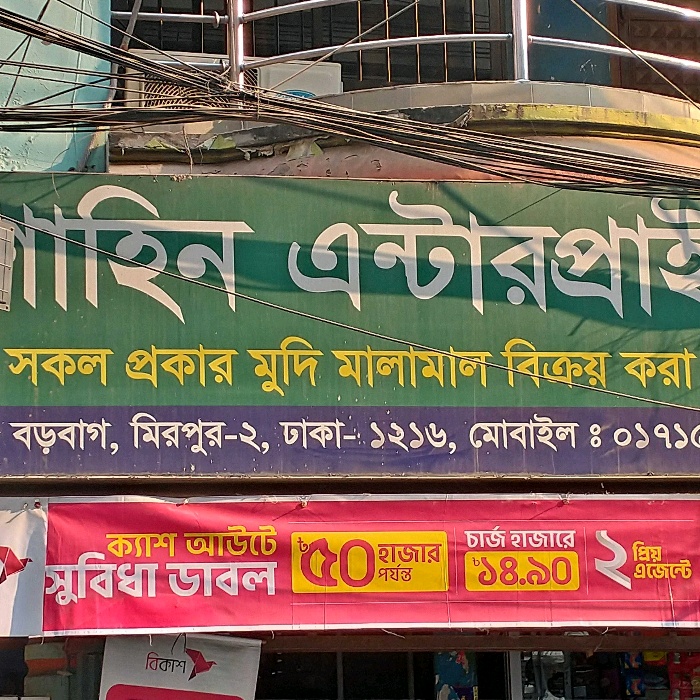 শাহিন এন্টারপ্রাই
সকল প্রকার মুদি মালামাল বিক্রয় করা
বড়বাগ, মিরপুর-২, ঢাকা- ১২১৬, মোবাইল ঃ ০১৭১৫
ক্যাশ আউটে
সুবিধা ডাবল
৳৫০ হাজার
পর্যন্ত
চার্জ হাজারে
৳১৪.৯০
২ প্রিয়
এজেন্টে
বিকাশ